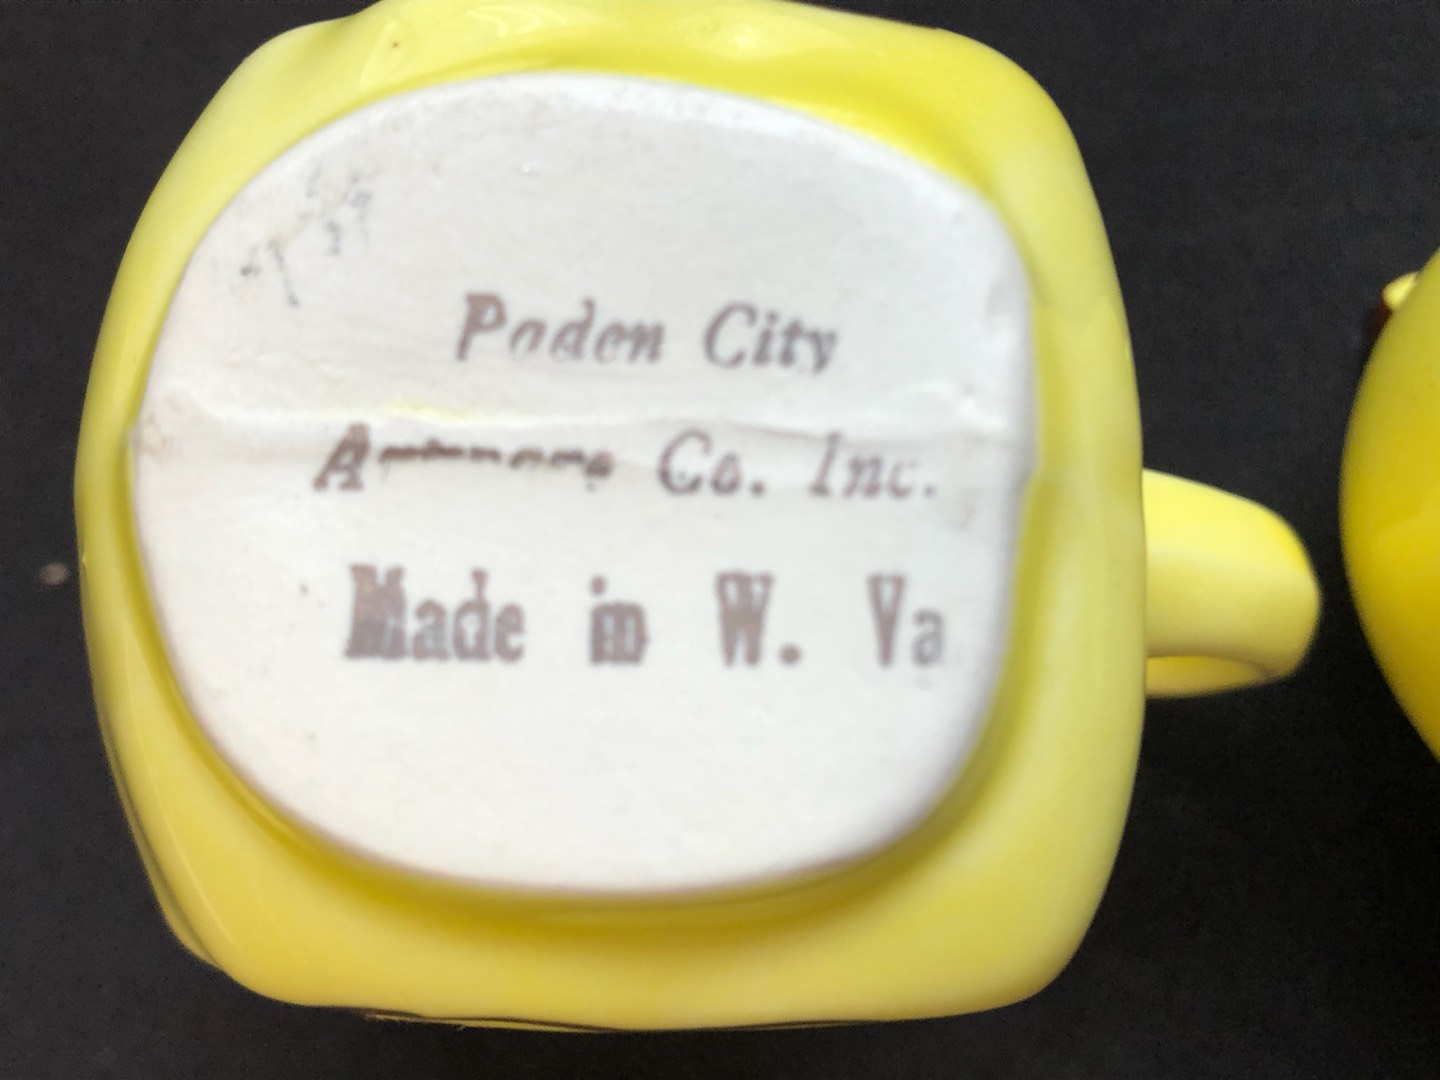 Paden City
Co. Inc.
Made in W. Va